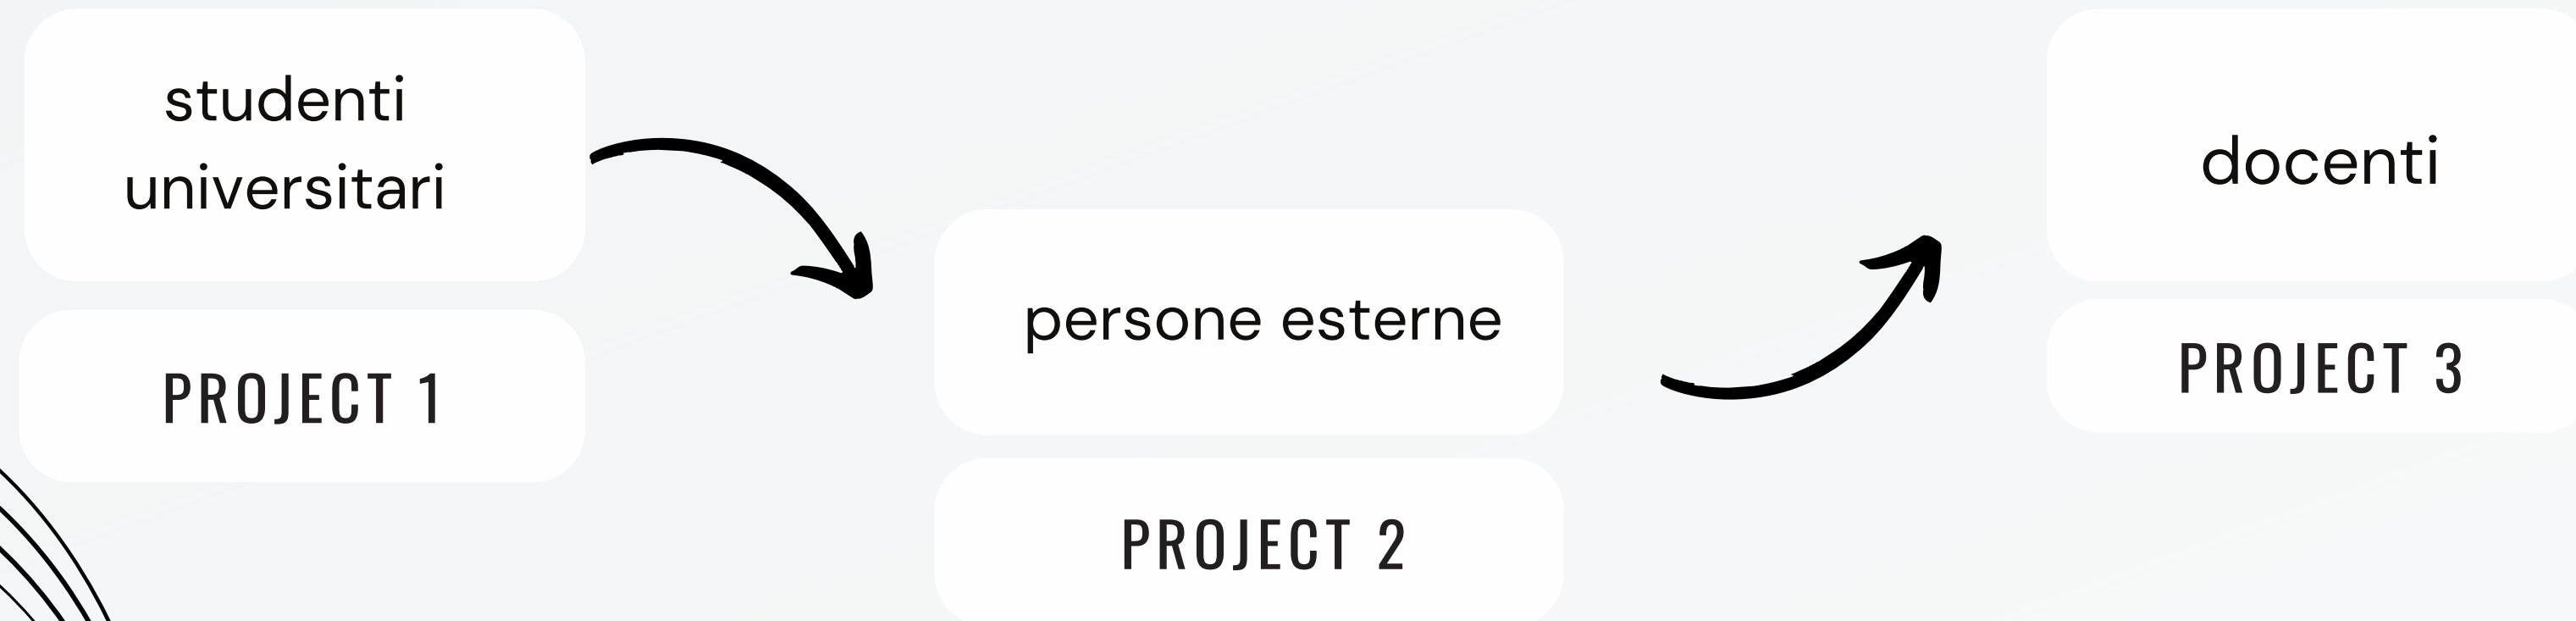 studenti
universitari
PROJECT 1
persone esterne
PROJECT 2
docenti
PROJECT 3